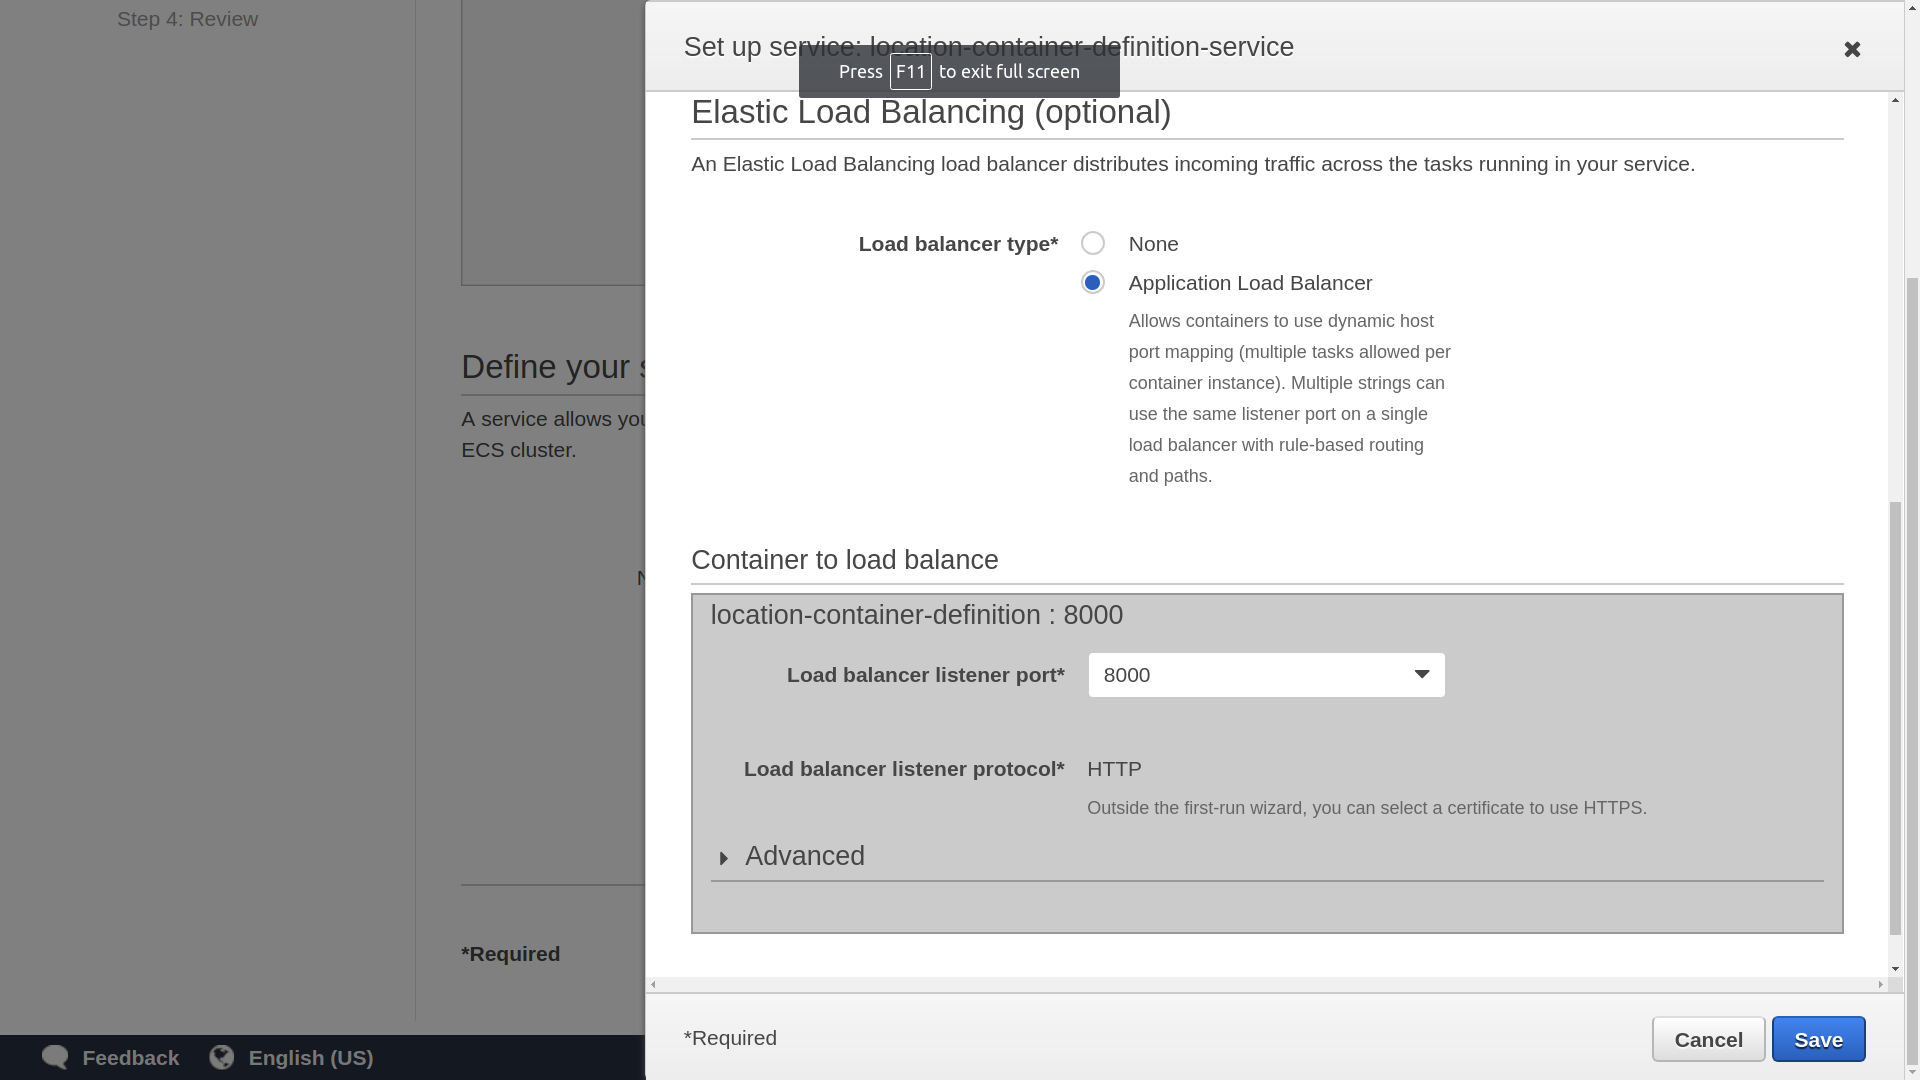 Step 4: Review
Set up service: location-container-definition-service
Press F11 to exit full screen
Elastic Load Balancing (optional)
An Elastic Load Balancing load balancer distributes incoming traffic across the tasks running in your service.
Load balancer type*
None
Application Load Balancer
Allows containers to use dynamic host
port mapping (multiple tasks allowed per
container instance). Multiple strings can
use the same listener port on a single
load balancer with rule-based routing
and paths.
Define your
A service allows you
ECS cluster.
Container to load balance
location-container-definition : 8000
Load balancer listener port*
8000
Load balancer listener protocol*
HTTP
Outside the first-run wizard, you can select a certificate to use HTTPS.
Advanced
*Required
*Required
Cancel
Save
Feedback
English (US)